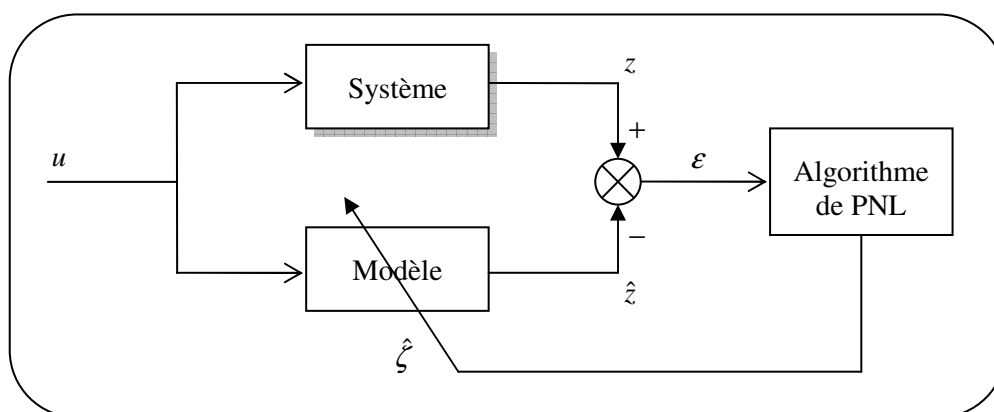 Système
z
+
u
ε
Algorithme
de PNL
Modèle
−
ẑ
ζ̂